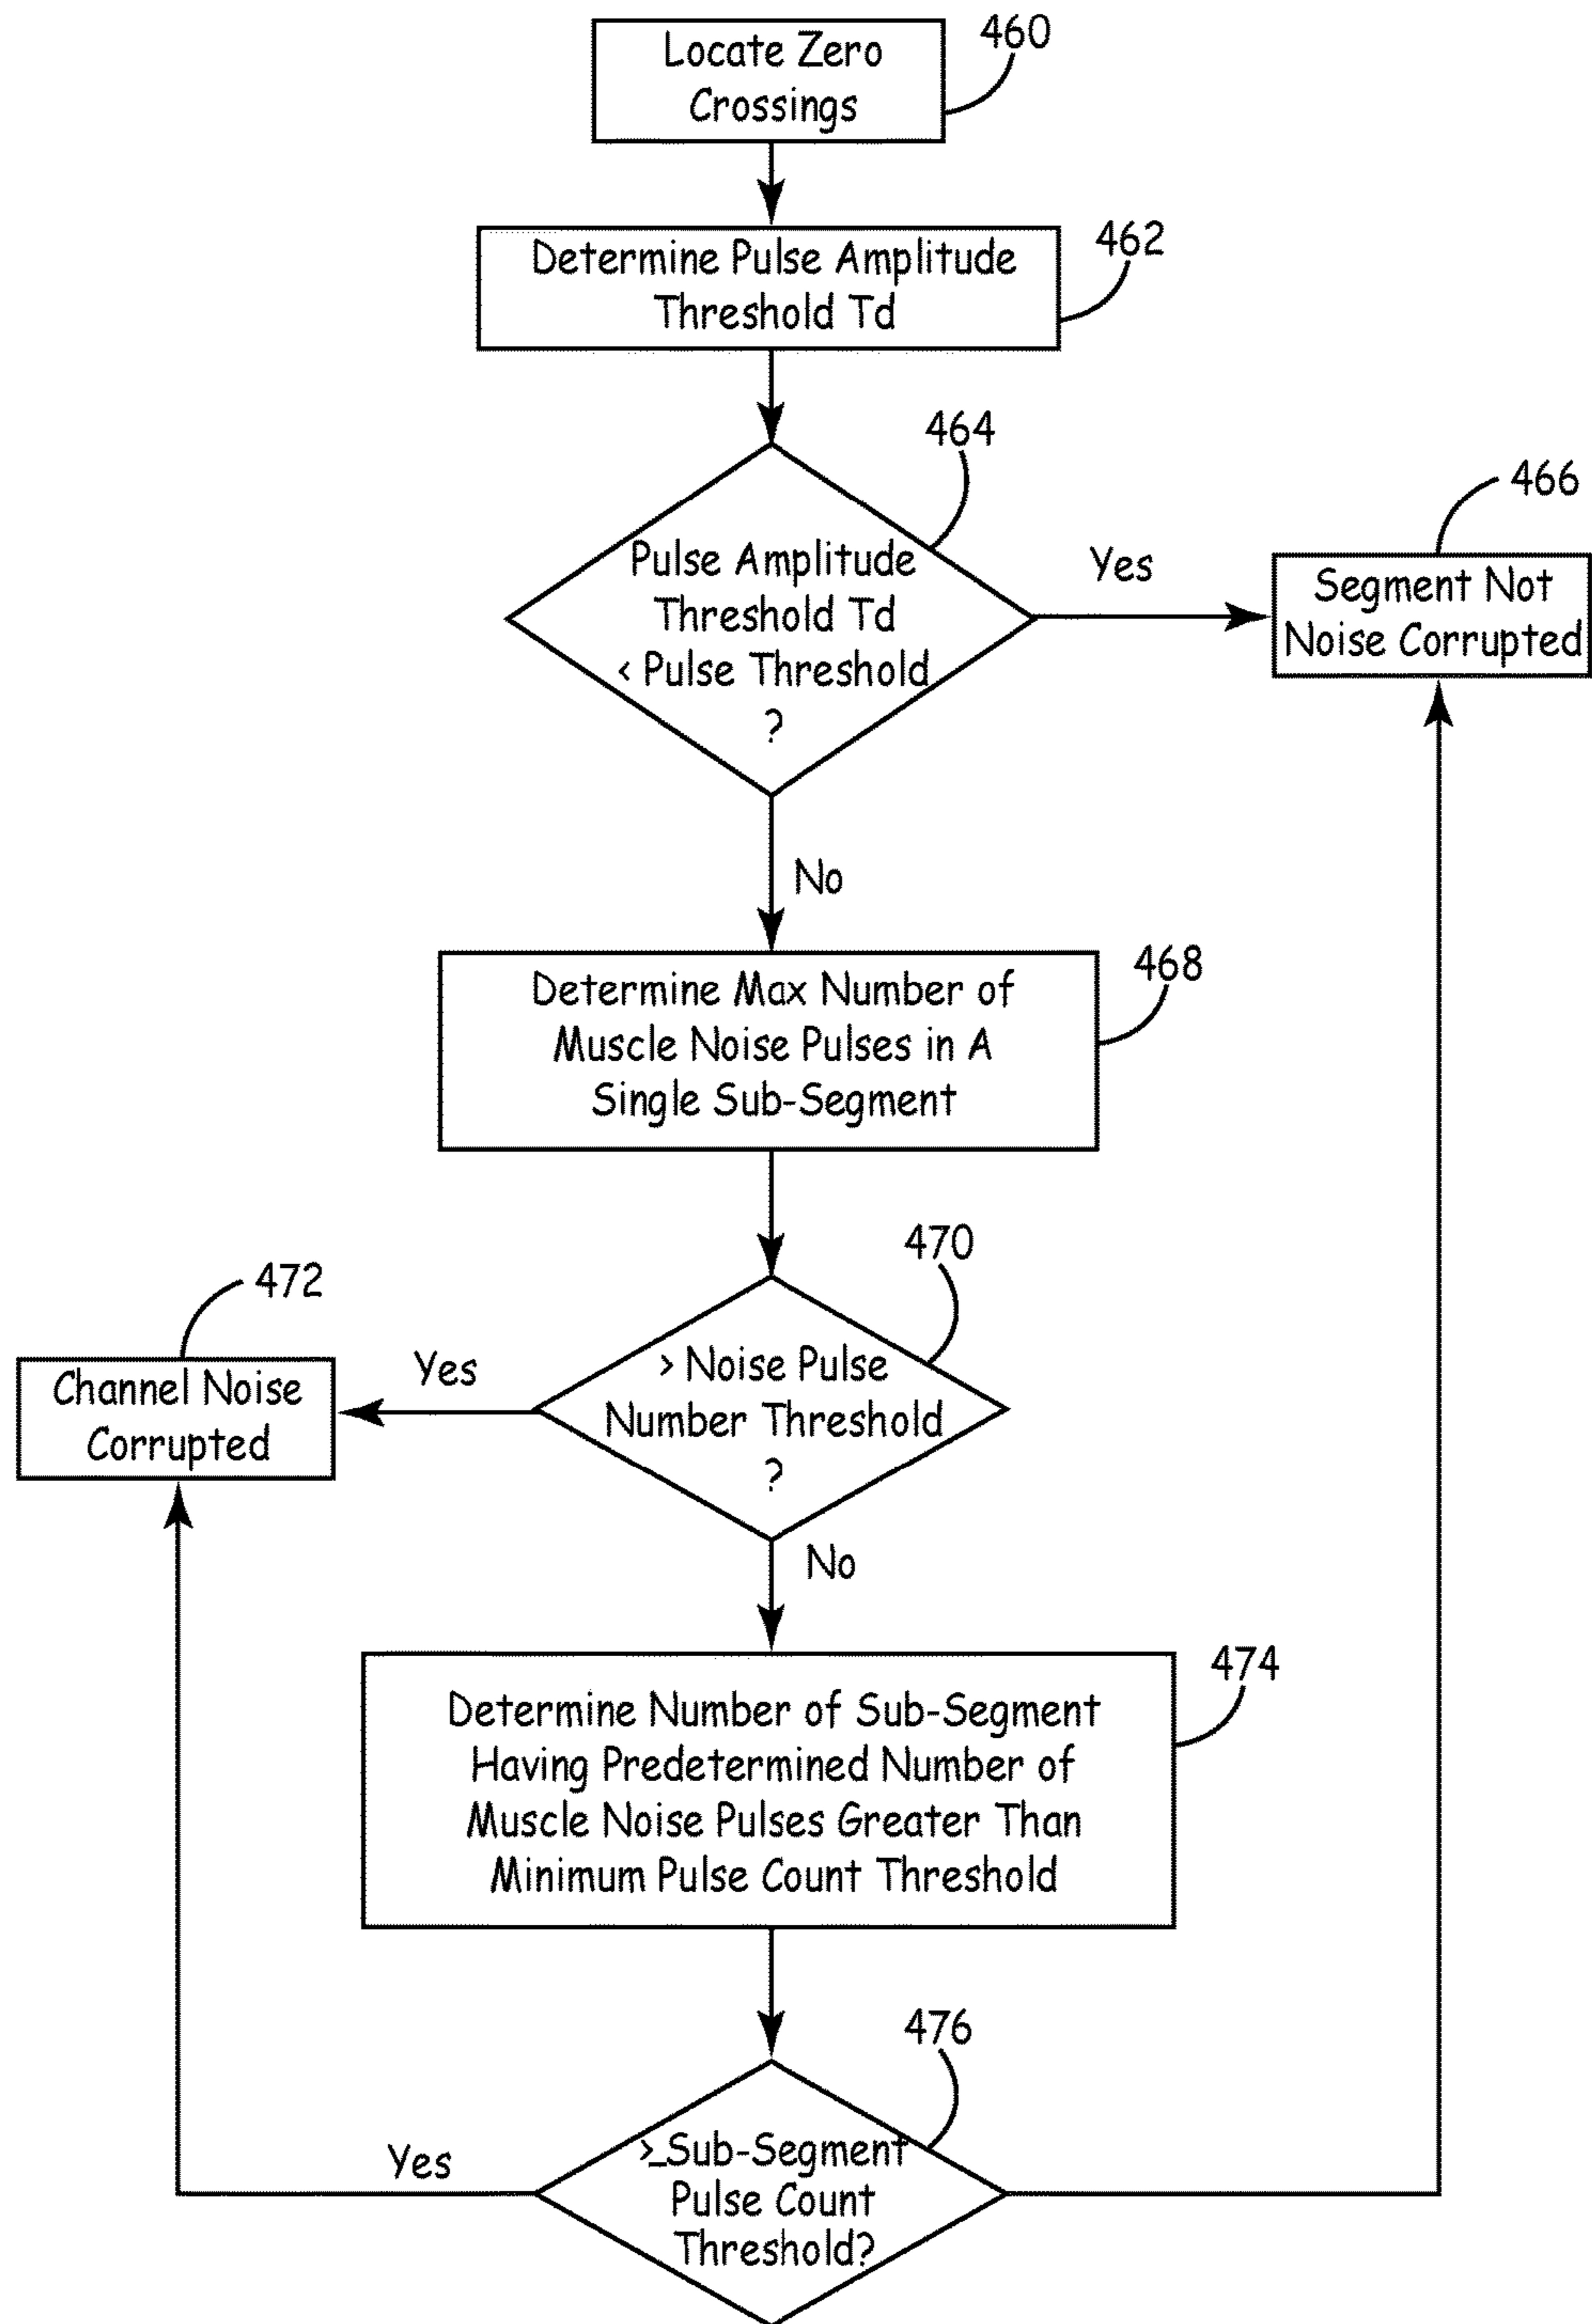 Locate Zero
Crossings
460
Determine Pulse Amplitude
Threshold Td
462
464
Pulse Amplitude
Threshold Td
< Pulse Threshold
?
Yes
466
Segment Not
Noise Corrupted
No
Determine Max Number of
Muscle Noise Pulses in A
Single Sub-Segment
468
470
> Noise Pulse
Number Threshold
?
Yes
472
Channel Noise
Corrupted
No
Determine Number of Sub-Segment
Having Predetermined Number of
Muscle Noise Pulses Greater Than
Minimum Pulse Count Threshold
474
476
>_Sub-Segment
Pulse Count
Threshold?
Yes